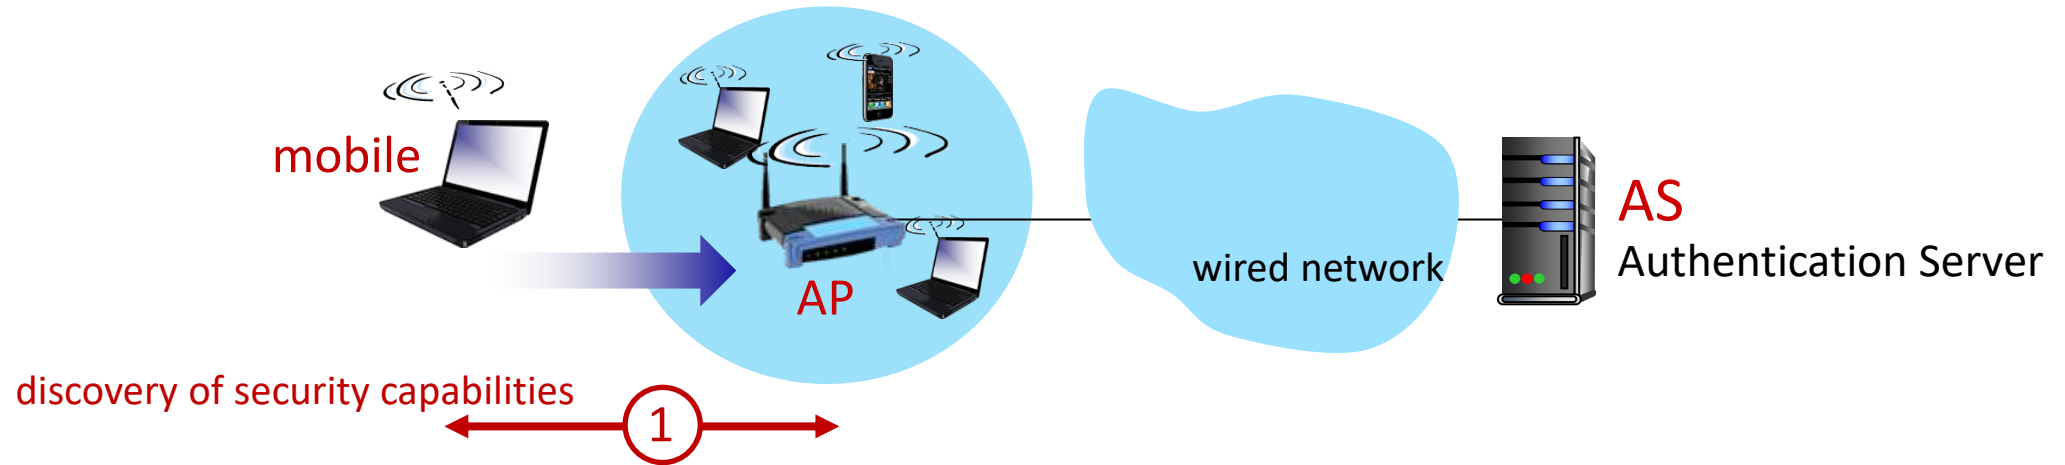 mobile
AP
wired network
AS
Authentication Server
discovery of security capabilities
1